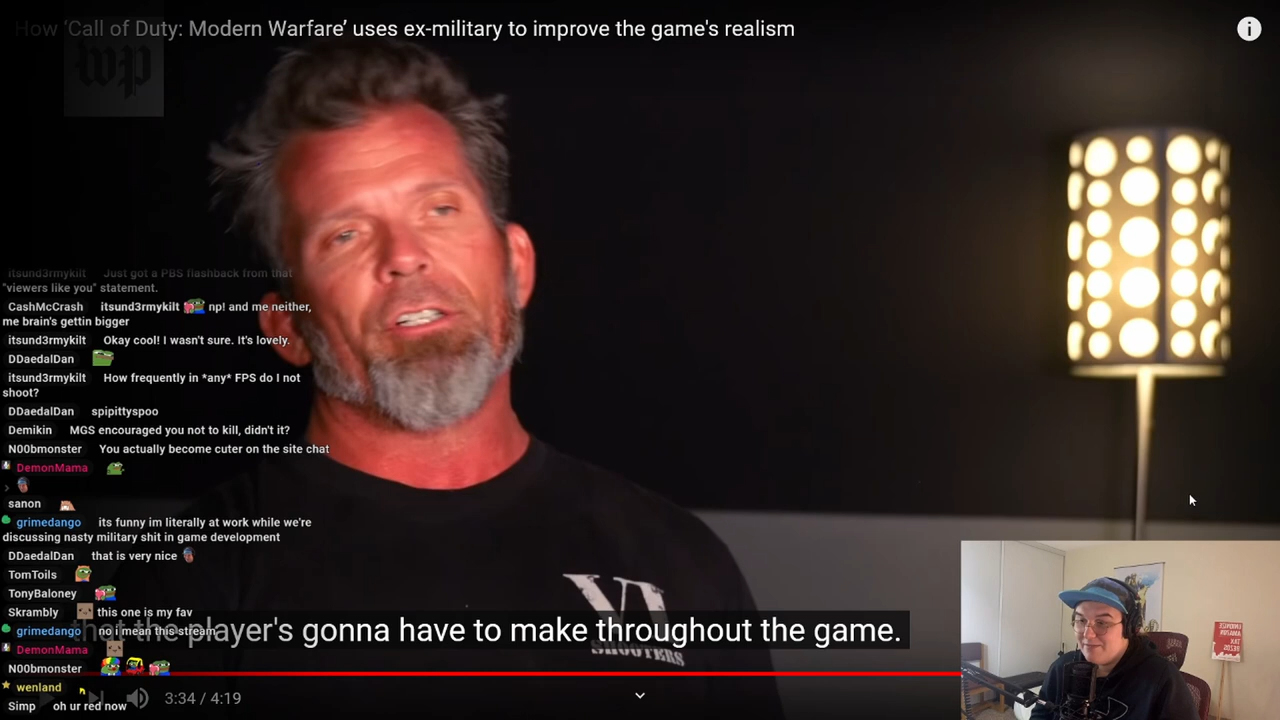 How 'Call of Duty: Modern Warfare' uses ex-military to improve the game's realism
wp
itsund3rmykilt Just got a PBS flashback from that
"viewers like you" statement.
CashMcCrash itsund3rmykilt np! and me neither,
me brain's gettin bigger
itsund3rmykilt Okay cool! I wasn't sure. It's lovely.
DDaedalDan
itsund3rmykilt How frequently in *any* FPS do I not
shoot?
DDaedalDan spipittyspoo
Demikin MGS encouraged you not to kill, didn't it?
N00bmonster You actually become cuter on the site chat
DemonMama
sanon
grimedango its funny im literally at work while we're
discussing nasty military shit in game development
DDaedalDan that is very nice
TomToils
TonyBaloney
Skrambly this one is my fav
grimedango no i mean this stream
DemonMama
N00bmonster
wenland
Simp oh ur red now
that the player's gonna have to make throughout the game.
VI
SHOOTERS
3:34 / 4:19